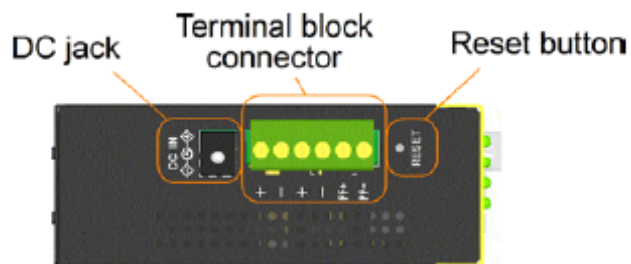 DC jack
Terminal block
connector
Reset button
DC IN
RESET
+ - + -